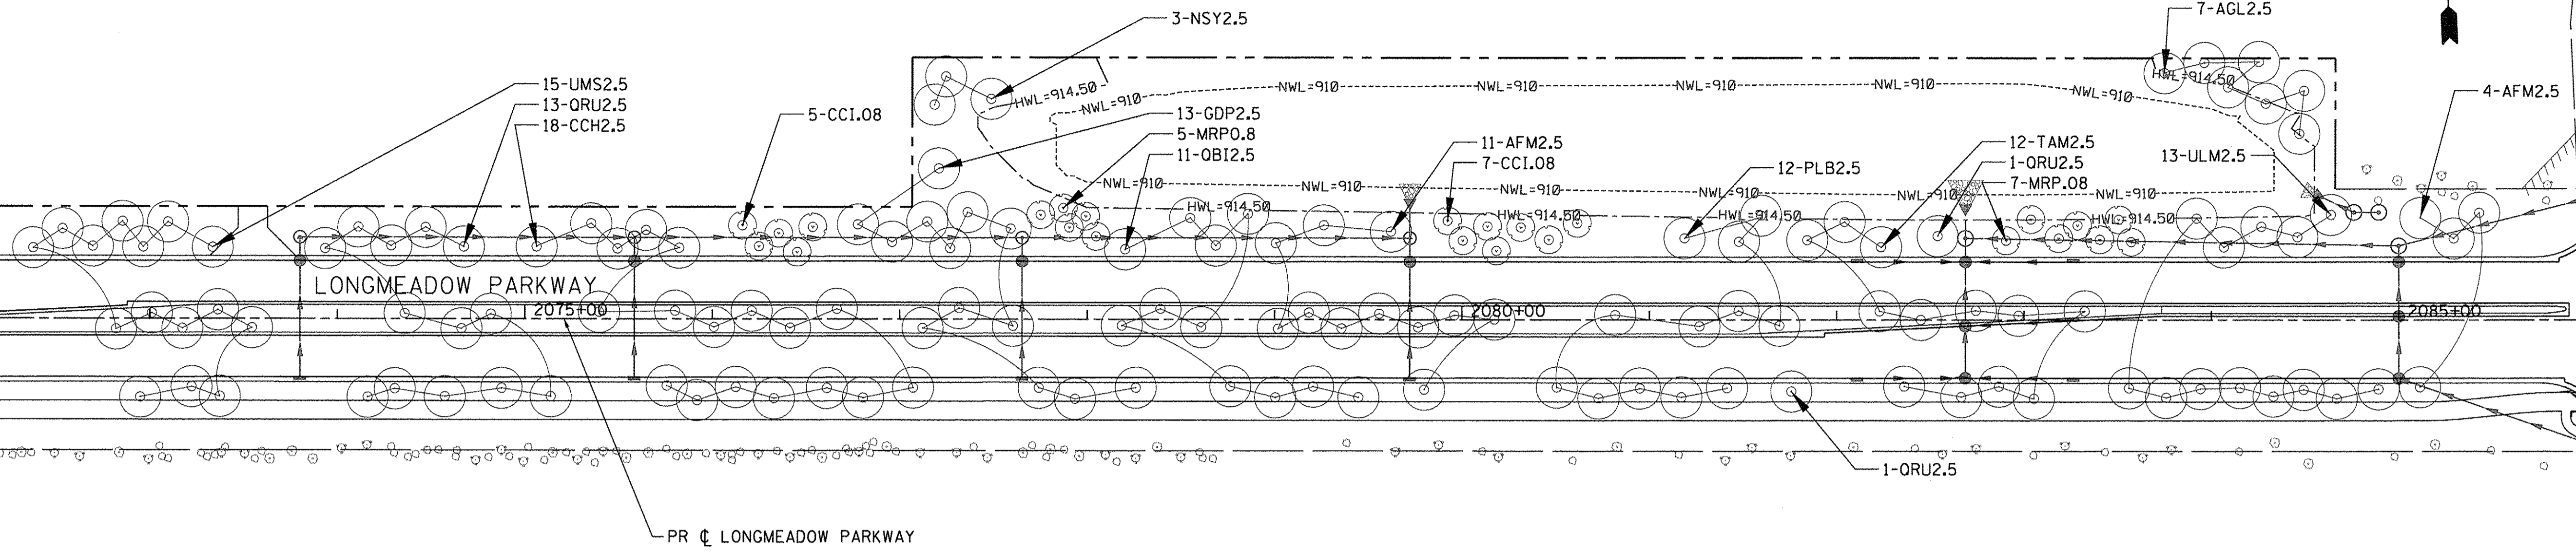 3-NSY2.5
7-AGL2.5
15-UMS2.5
13-QRU2.5
18-CCH2.5
5-CCI.08
HWL=914.50
NWL=910
NWL=910
NWL=910
NWL=910
NWL=910
NWL=910
HWL=914.50
4-AFM2.5
13-GDP2.5
5-MRP0.8
11-QBI2.5
11-AFM2.5
7-CCI.08
12-PLB2.5
12-TAM2.5
1-QRU2.5
7-MRP.08
13-ULM2.5
NWL=910
NWL=910
NWL=910
NWL=910
NWL=910
NWL=910
HWL=914.50
HWL=914.50
HWL=914.50
HWL=914.50
LONGMEADOW PARKWAY
2075+00
2080+00
2085+00
1-QRU2.5
PR ℄ LONGMEADOW PARKWAY